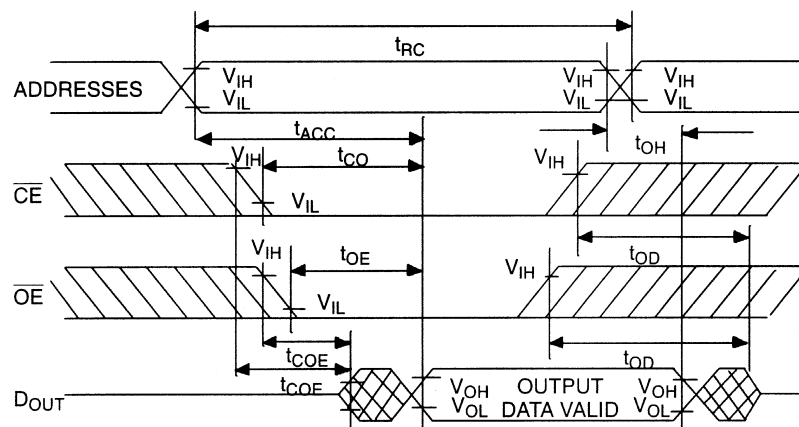 tRC
ADDRESSES VIH VIL VIH VIL VIH VIL
tACC
tOH
VIH tCO VIH
CE VIL
tOD
VIH tOE VIH
OE VIL
tCOE tOD
tCOE
DOUT VOH VOL OUTPUT DATA VALID VOH VOL